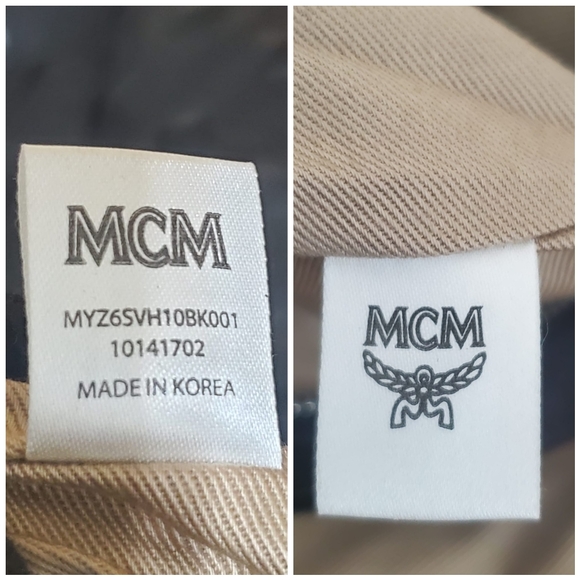 MCM
MYZ6SVH10BK001
10141702
MADE IN KOREA
MCM